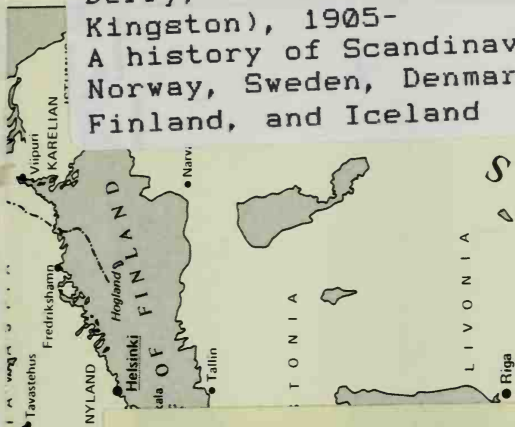 Kingston), 1905-
A history of Scandinav
Norway, Sweden, Denmar
Finland, and Iceland
Viipuri
KARELIAN
Narv
Fredrikshamn
Hogland
OF FINLAND
Tavastehus
NYLAND
Helsinki
Tallin
TONIA
LIVONIA
Riga
S